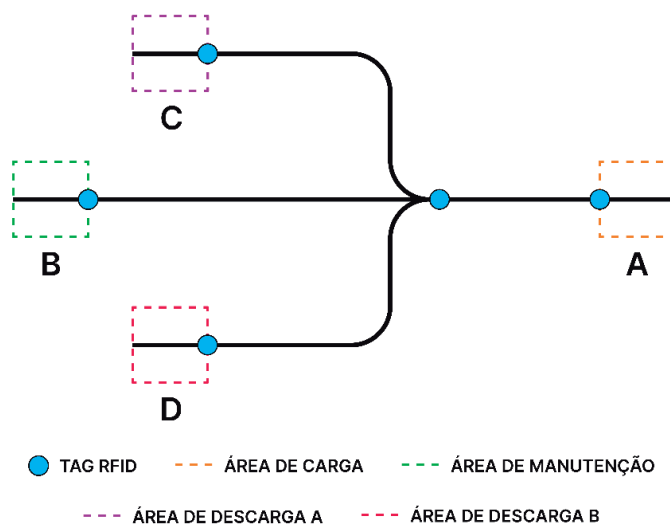 C
B
A
D
TAG RFID
ÁREA DE CARGA
ÁREA DE MANUTENÇÃO
ÁREA DE DESCARGA A
ÁREA DE DESCARGA B